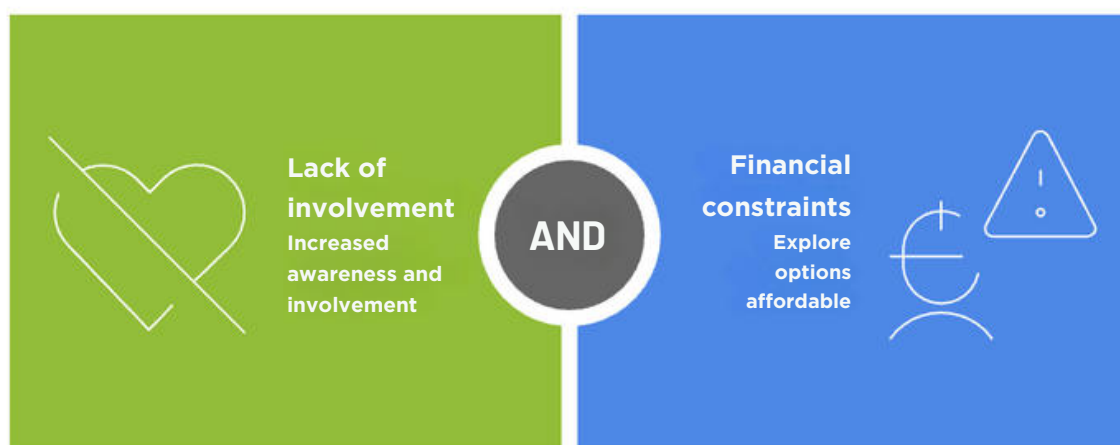 Lack of
involvement
Increased
awareness and
involvement
AND
Financial
constraints
Explore
options
affordable